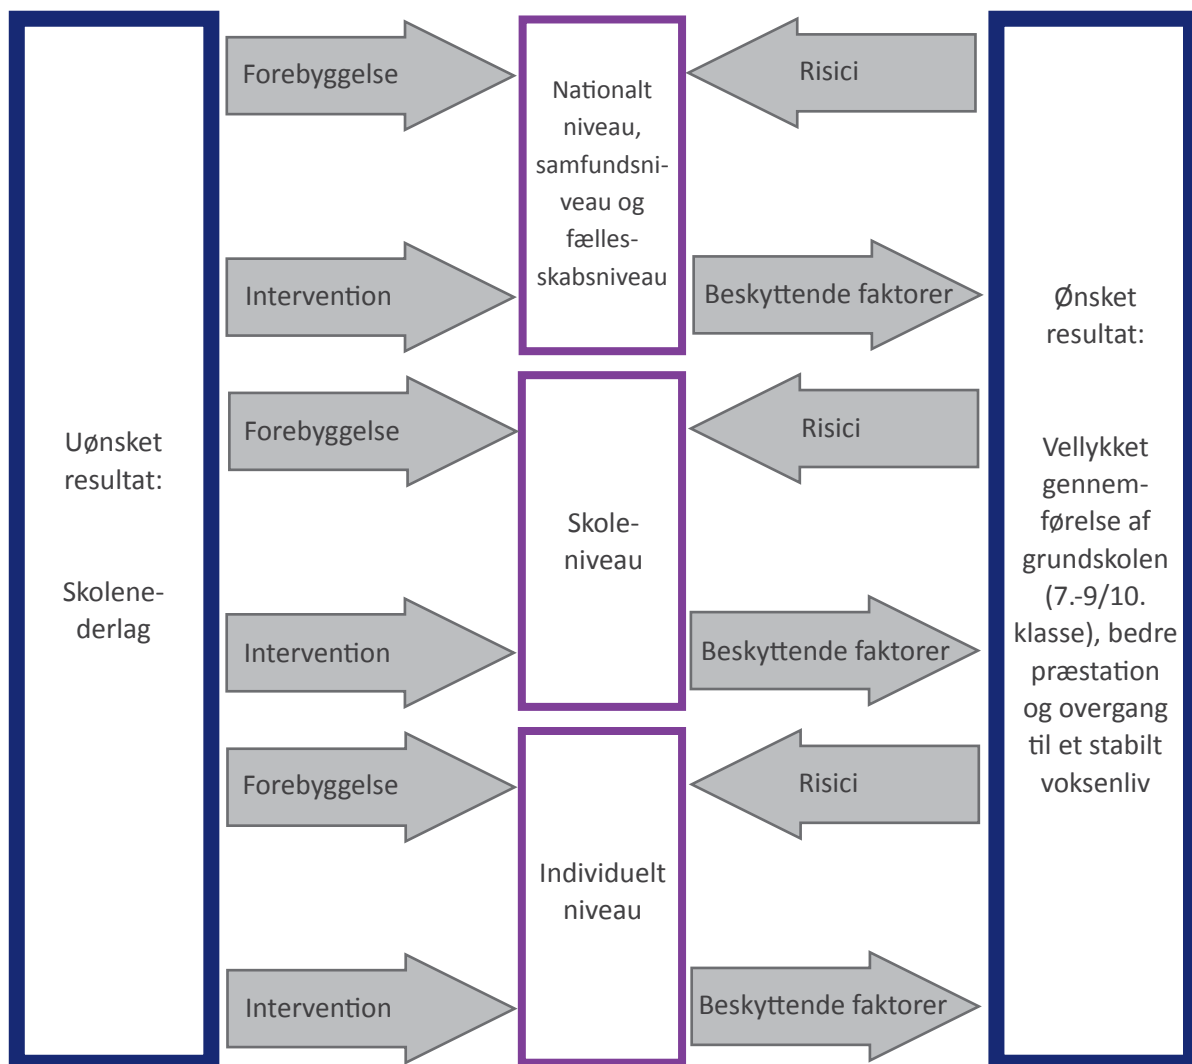 Uønsket
resultat:
Skolene-
derlag
Forebyggelse
Intervention
Nationalt
niveau,
samfundsni-
veau og
fælles-
skabsniveau
Risici
Beskyttende faktorer
Forebyggelse
Intervention
Skole-
niveau
Risici
Beskyttende faktorer
Forebyggelse
Intervention
Individuelt
niveau
Risici
Beskyttende faktorer
Ønsket
resultat:
Vellykket
gennem-
førelse af
grundskolen
(7.-9/10.
klasse), bedre
præstation
og overgang
til et stabilt
voksenliv